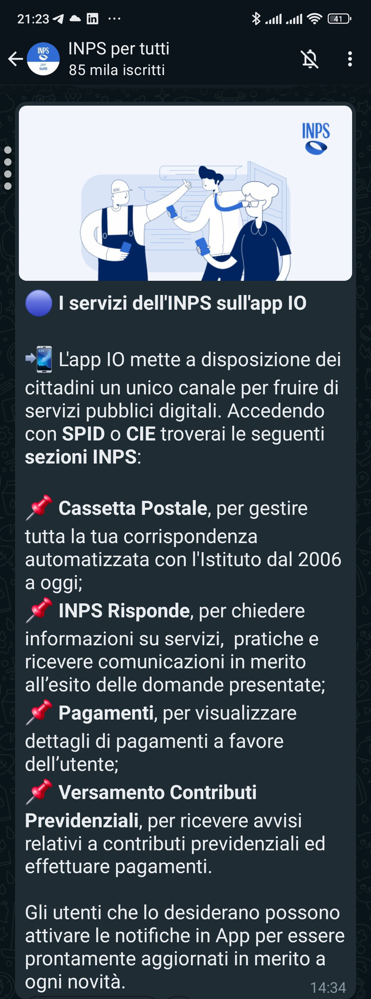 21:23
41
INPS per tutti
85 mila iscritti
INPS
per
tutti
INPS
I servizi dell'INPS sull'app IO
L'app IO mette a disposizione dei
cittadini un unico canale per fruire di
servizi pubblici digitali. Accedendo
con SPID o CIE troverai le seguenti
sezioni INPS:
Cassetta Postale, per gestire
tutta la tua corrispondenza
automatizzata con l'Istituto dal 2006
a oggi;
INPS Risponde, per chiedere
informazioni su servizi,  pratiche e
ricevere comunicazioni in merito
all’esito delle domande presentate;
Pagamenti, per visualizzare
dettagli di pagamenti a favore
dell’utente;
Versamento Contributi
Previdenziali, per ricevere avvisi
relativi a contributi previdenziali ed
effettuare pagamenti.
Gli utenti che lo desiderano possono
attivare le notifiche in App per essere
prontamente aggiornati in merito a
ogni novità.
14:34